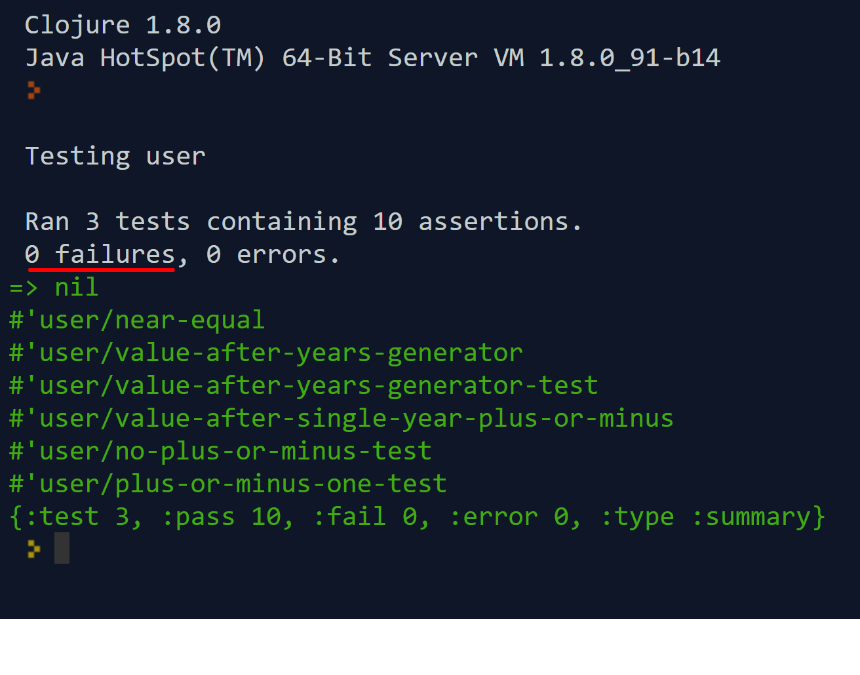 Clojure 1.8.0
Java HotSpot(TM) 64-Bit Server VM 1.8.0_91-b14
Testing user
Ran 3 tests containing 10 assertions.
0 failures, 0 errors.
=> nil
#'user/near-equal
#'user/value-after-years-generator
#'user/value-after-years-generator-test
#'user/value-after-single-year-plus-or-minus
#'user/no-plus-or-minus-test
#'user/plus-or-minus-one-test
{:test 3, :pass 10, :fail 0, :error 0, :type :summary}